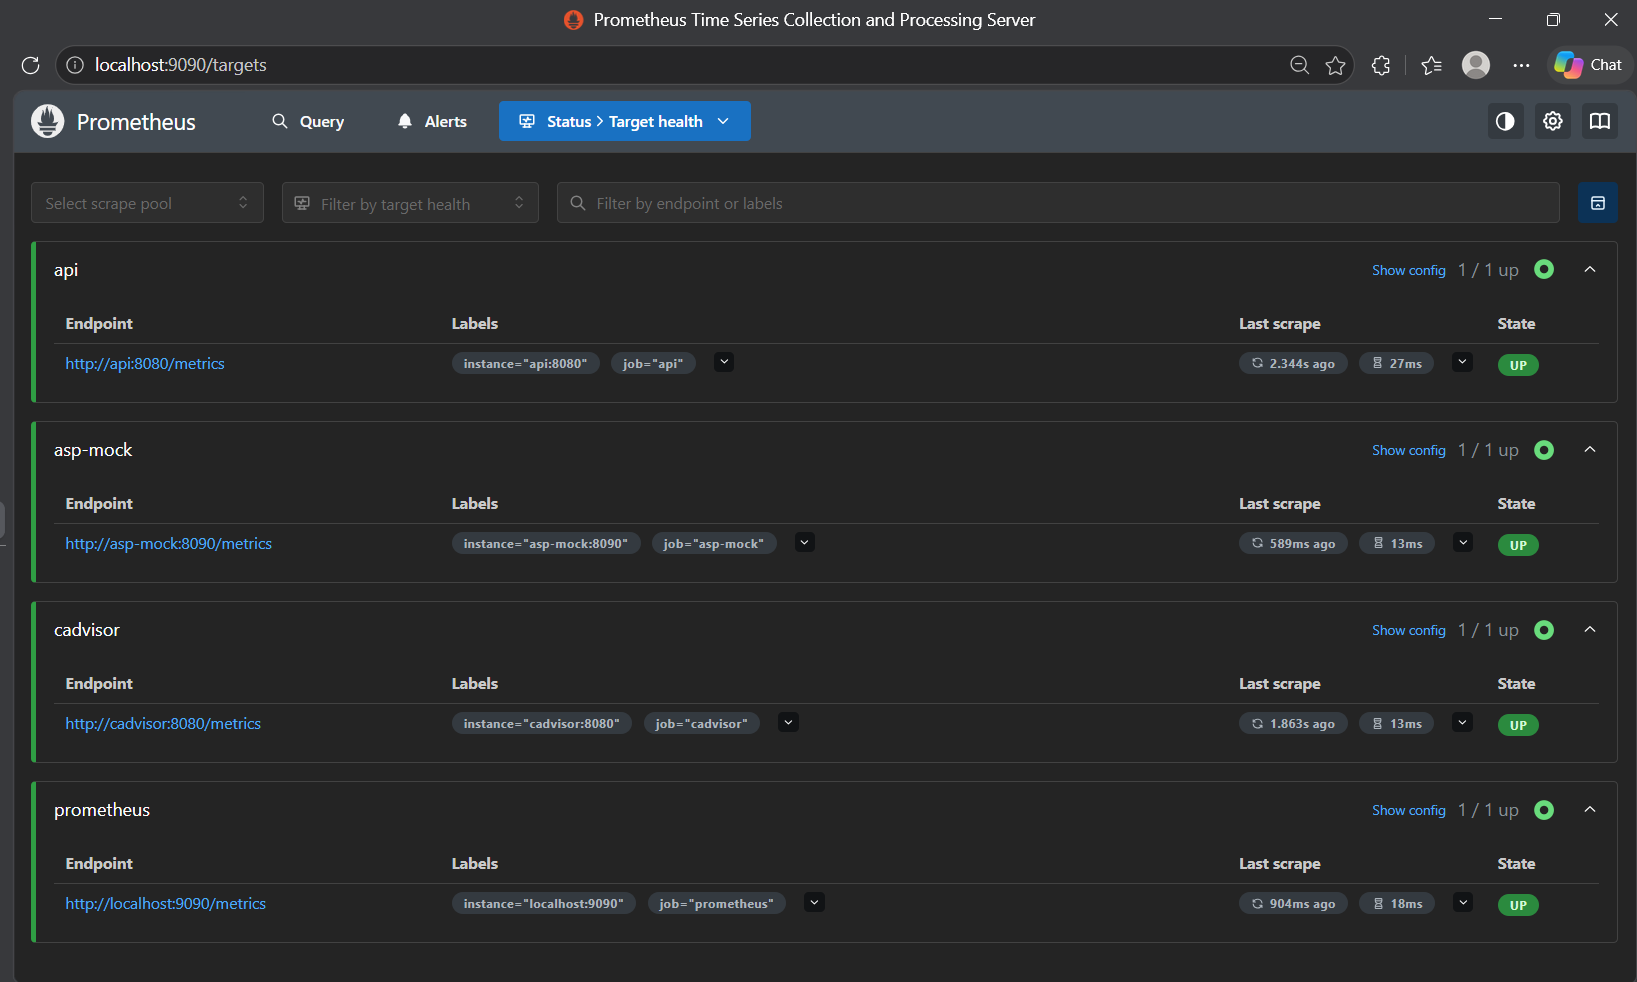 Prometheus Time Series Collection and Processing Server
localhost:9090/targets
Chat
Prometheus
Query
Alerts
Status > Target health
Select scrape pool
Filter by target health
Filter by endpoint or labels
api
Show config 1 / 1 up
Endpoint Labels Last scrape State
http://api:8080/metrics instance="api:8080" job="api" 2.344s ago 27ms UP
asp-mock
Show config 1 / 1 up
Endpoint Labels Last scrape State
http://asp-mock:8090/metrics instance="asp-mock:8090" job="asp-mock" 589ms ago 13ms UP
cadvisor
Show config 1 / 1 up
Endpoint Labels Last scrape State
http://cadvisor:8080/metrics instance="cadvisor:8080" job="cadvisor" 1.863s ago 13ms UP
prometheus
Show config 1 / 1 up
Endpoint Labels Last scrape State
http://localhost:9090/metrics instance="localhost:9090" job="prometheus" 904ms ago 18ms UP